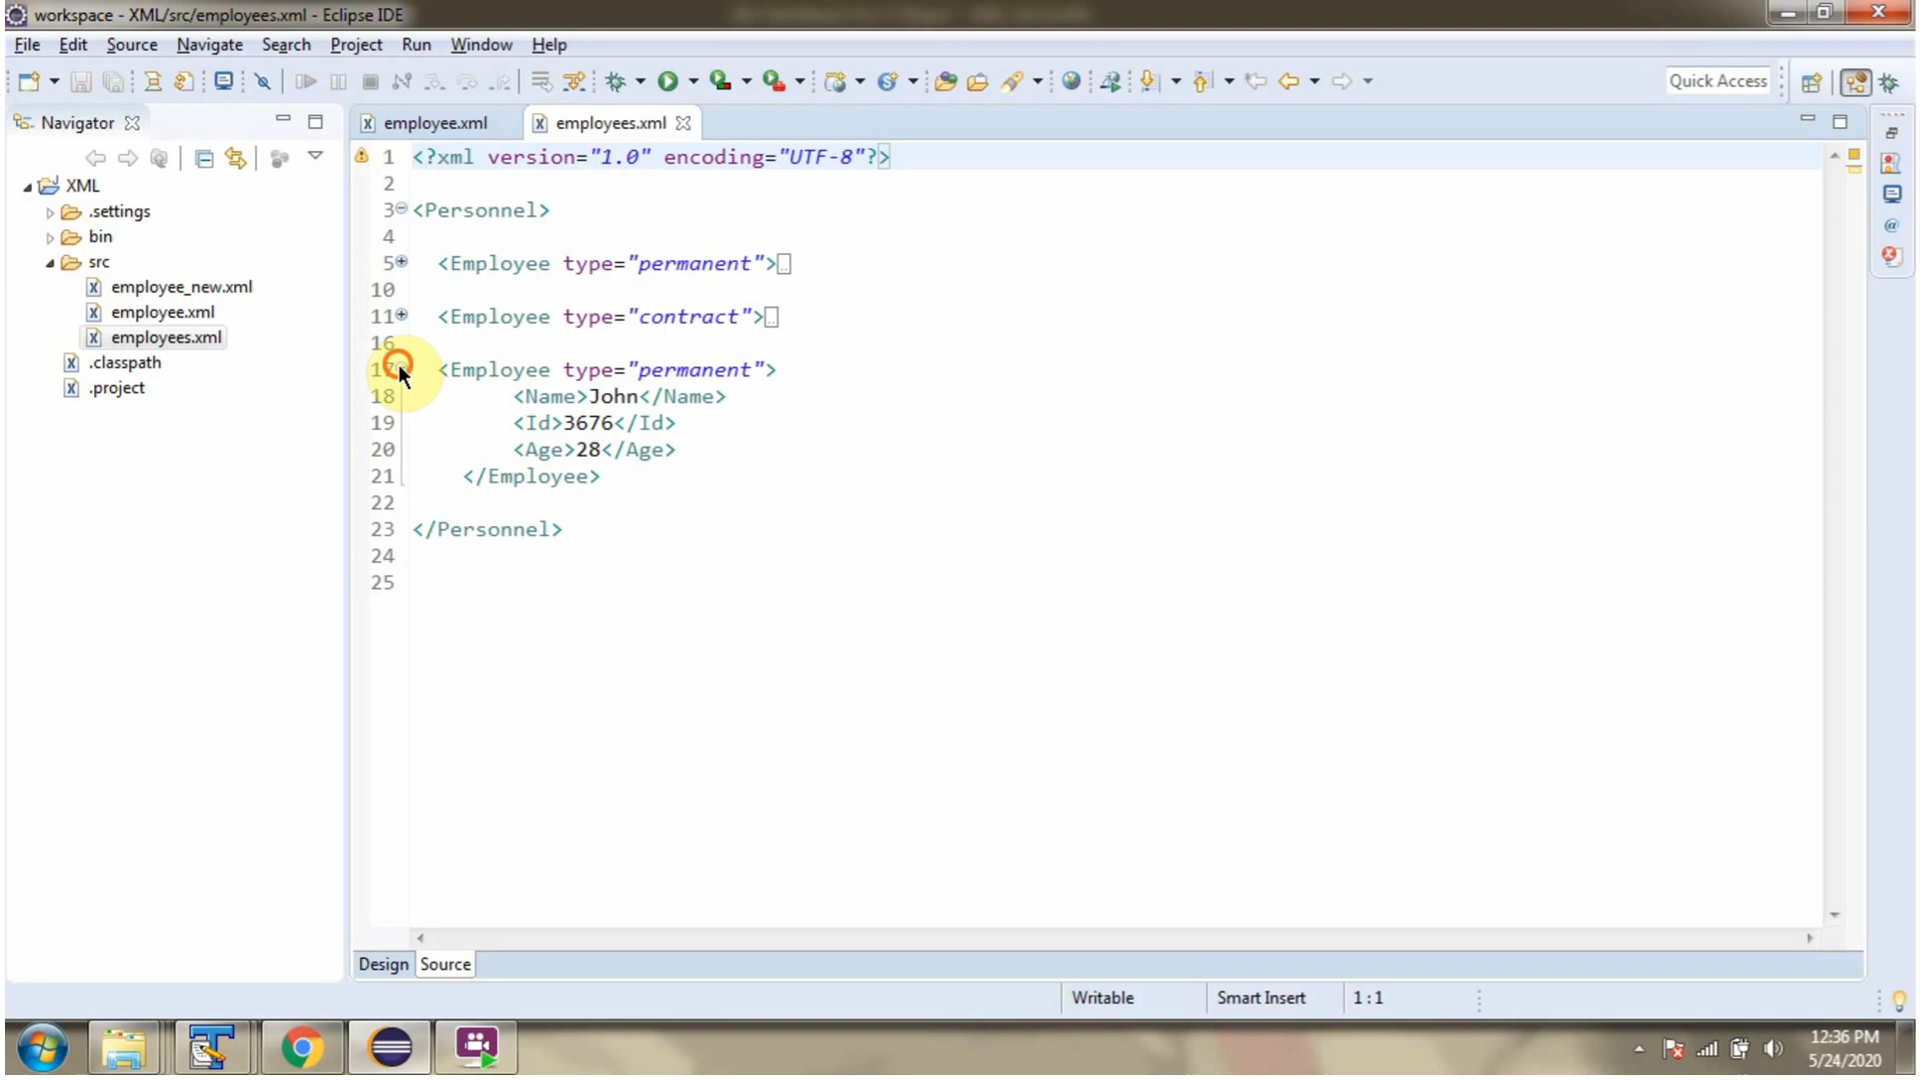 workspace - XML/src/employees.xml - Eclipse IDE
File Edit Source Navigate Search Project Run Window Help
Quick Access
Navigator
employee.xml
employees.xml
XML
.settings
bin
src
employee_new.xml
employee.xml
employees.xml
.classpath
.project
1 <?xml version="1.0" encoding="UTF-8"?>
2
3 <Personnel>
4
5 <Employee type="permanent">
10
11 <Employee type="contract">
16
17 <Employee type="permanent">
18 <Name>John</Name>
19 <Id>3676</Id>
20 <Age>28</Age>
21 </Employee>
22
23 </Personnel>
24
25
Design Source
Writable Smart Insert 1 : 1
12:36 PM
5/24/2020